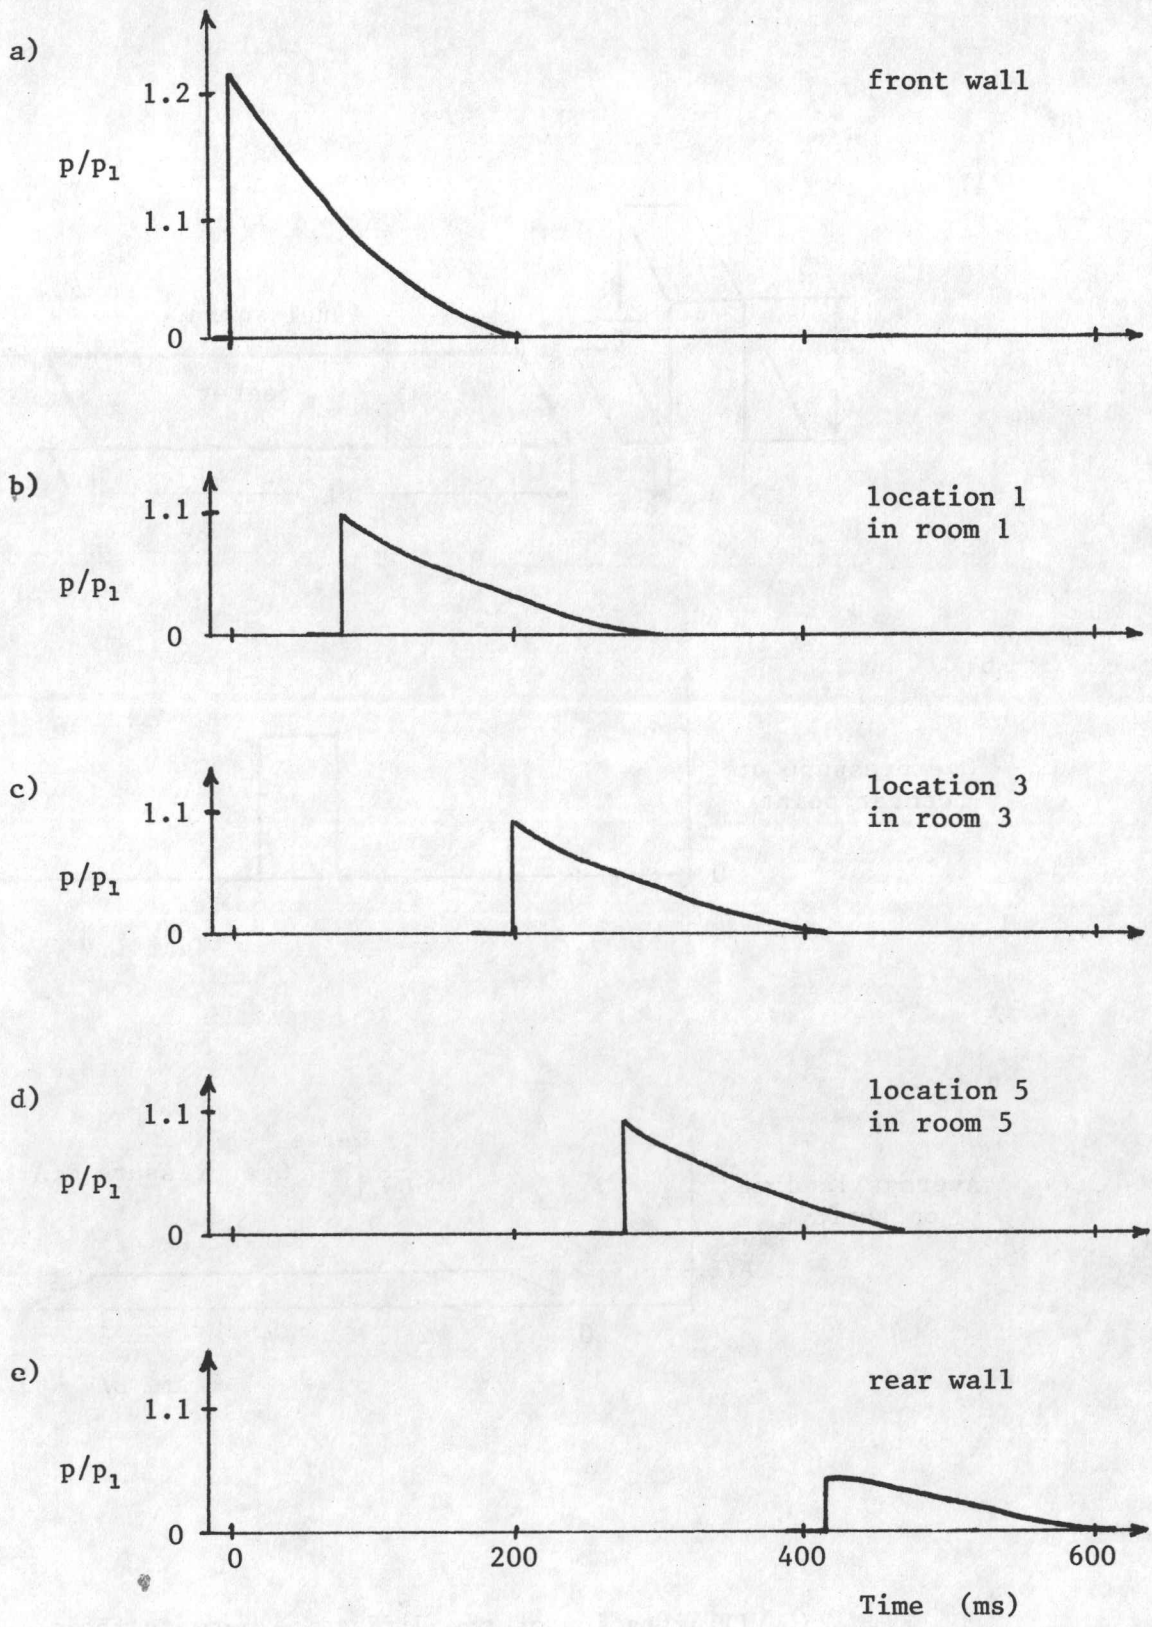 a)
front wall
1.2
p/p₁
1.1
0
b)
location 1
in room 1
1.1
p/p₁
0
c)
location 3
in room 3
1.1
p/p₁
0
d)
location 5
in room 5
1.1
p/p₁
0
e)
rear wall
1.1
p/p₁
0
0 200 400 600
Time (ms)